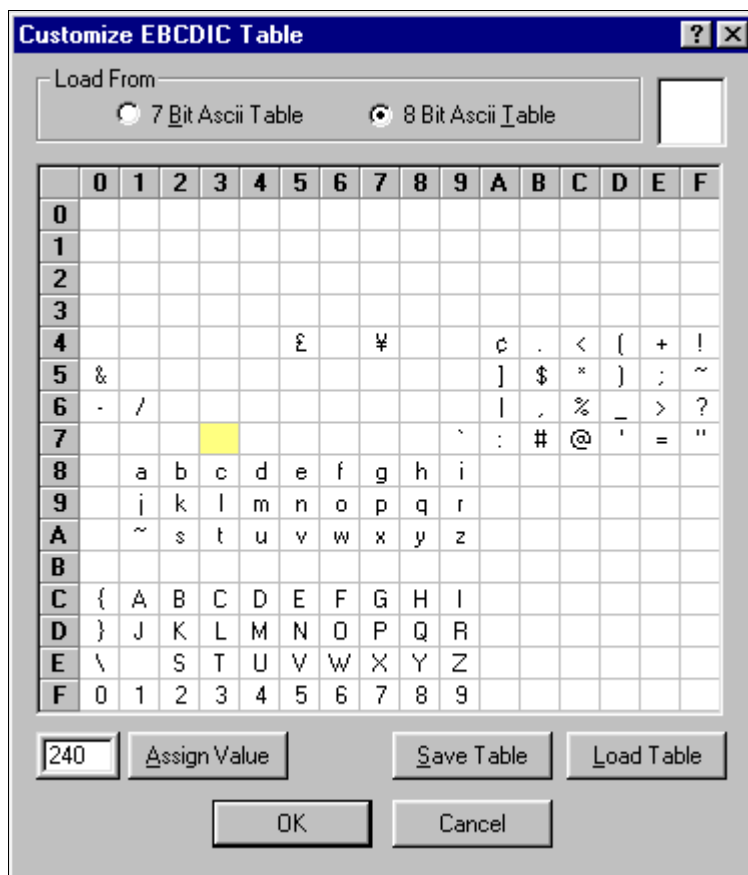 Customize EBCDIC Table
Load From
7 Bit Ascii Table 8 Bit Ascii Table
0 1 2 3 4 5 6 7 8 9 A B C D E F
0
1
2
3
4 £ ¥ ¢ . < ( + !
5 & ] $ * ) ; ~
6 - / | , % _ > ?
7 ` : # @ ' = "
8 a b c d e f g h i
9 j k l m n o p q r
A ~ s t u v w x y z
B
C { A B C D E F G H I
D } J K L M N O P Q R
E \ S T U V W X Y Z
F 0 1 2 3 4 5 6 7 8 9
240 Assign Value Save Table Load Table
OK Cancel